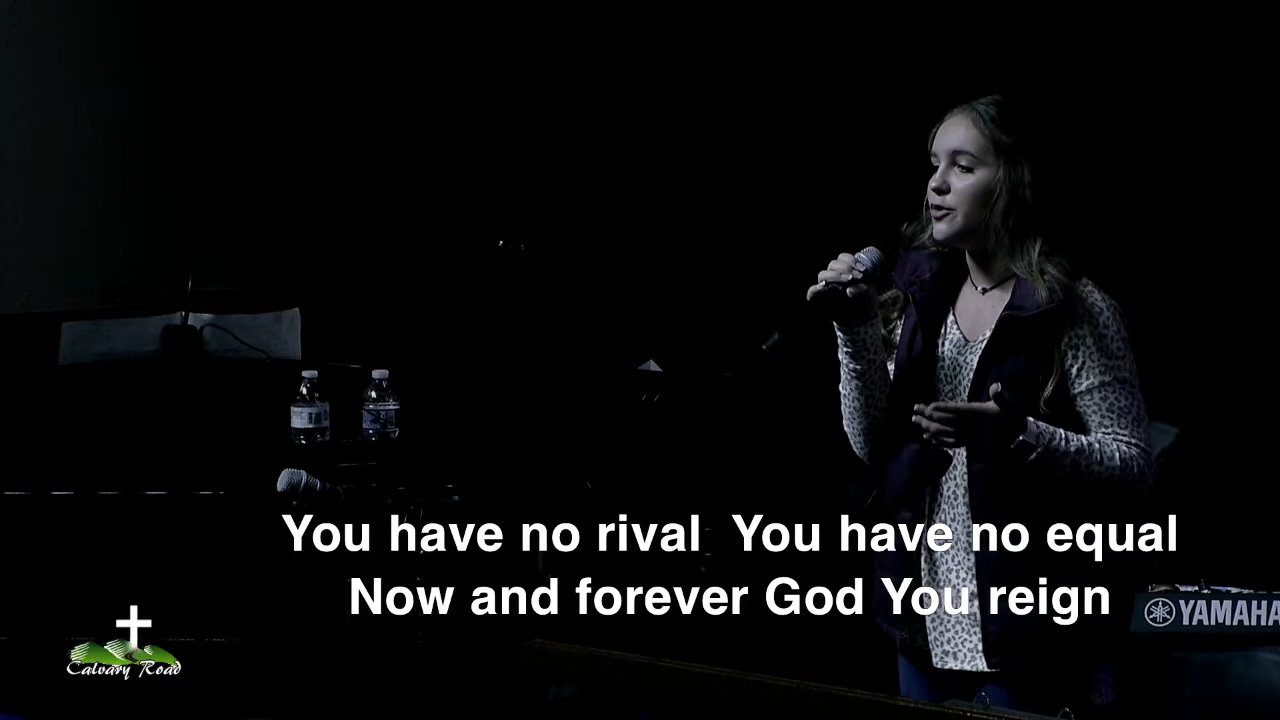 You have no rival  You have no equal
Now and forever God You reign
Calvary Road
YAMAHA